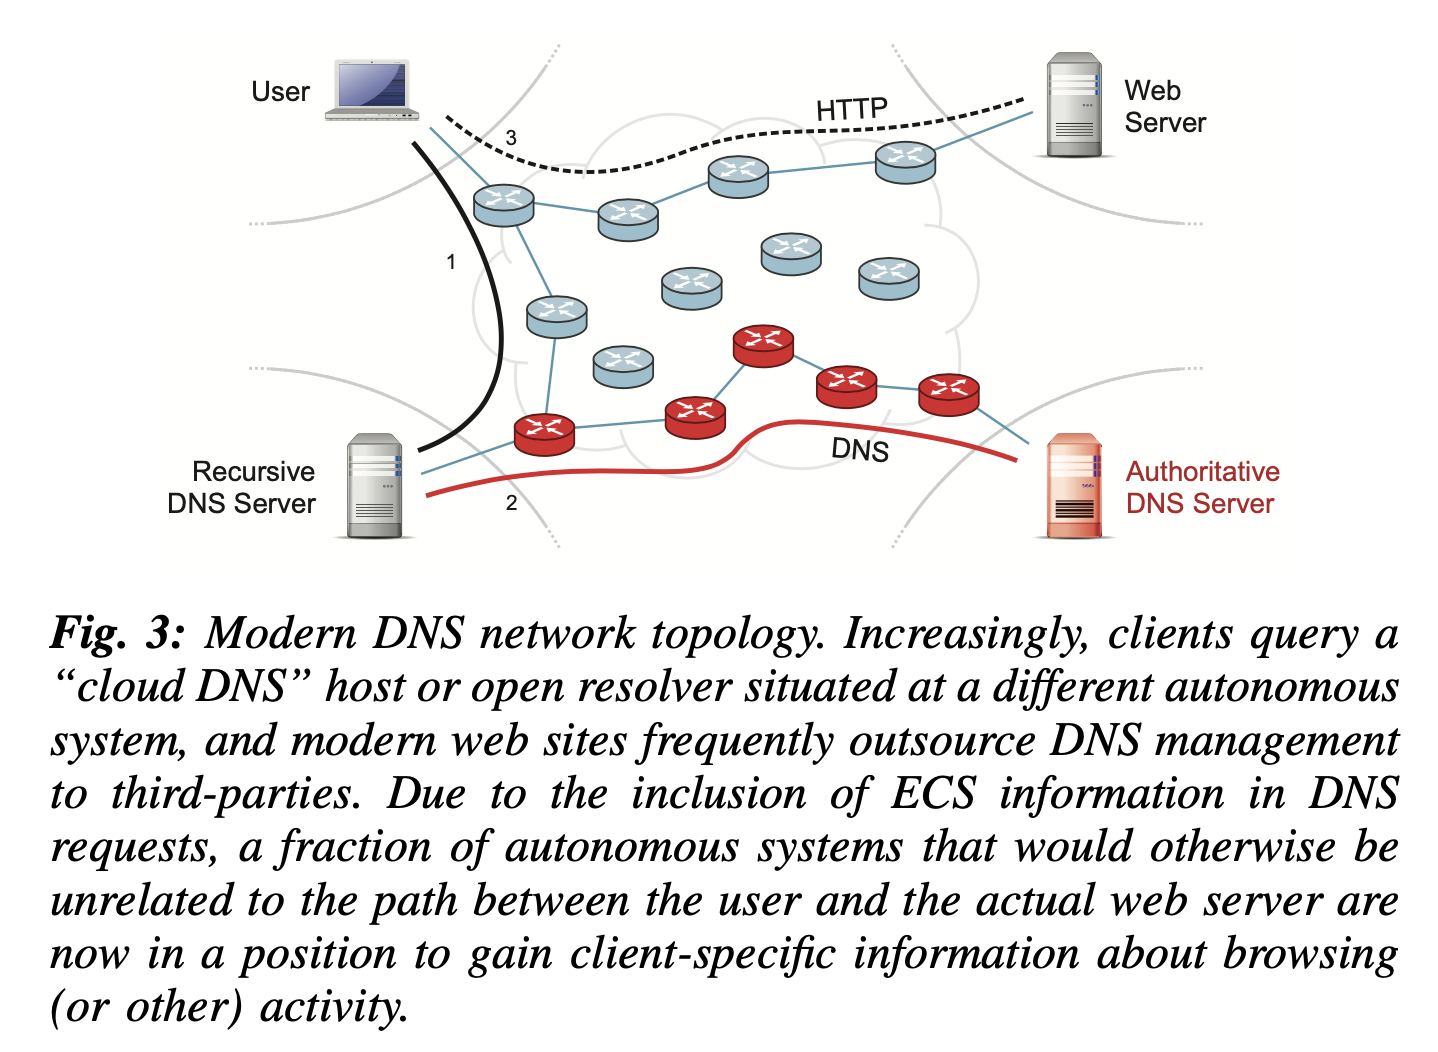 User
3
HTTP
Web
Server
1
Recursive
DNS Server
2
DNS
Authoritative
DNS Server
Fig. 3: Modern DNS network topology. Increasingly, clients query a
“cloud DNS” host or open resolver situated at a different autonomous
system, and modern web sites frequently outsource DNS management
to third-parties. Due to the inclusion of ECS information in DNS
requests, a fraction of autonomous systems that would otherwise be
unrelated to the path between the user and the actual web server are
now in a position to gain client-specific information about browsing
(or other) activity.